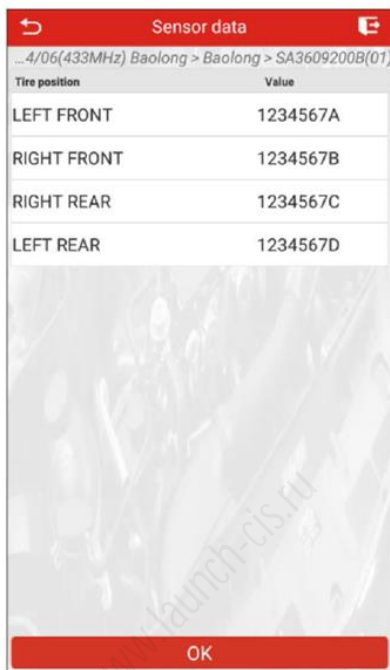 Sensor data
...4/06(433MHz) Baolong > Baolong > SA3609200B(01)
Tire position Value
LEFT FRONT 1234567A
RIGHT FRONT 1234567B
RIGHT REAR 1234567C
LEFT REAR 1234567D
www.launch-cis.ru
OK